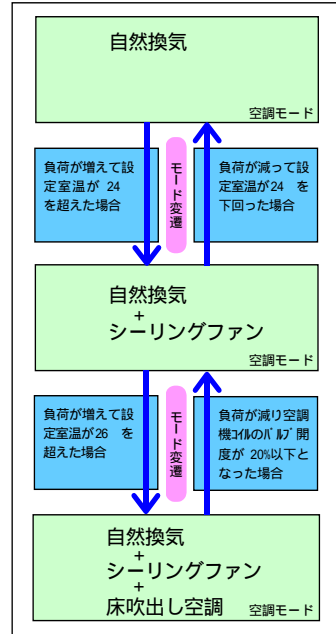 自然換気
空調モード
負荷が増えて設
定室温が 24
を超えた場合
モード変遷
負荷が減って設
定室温が24 を
下回った場合
自然換気
+
シーリングファン
空調モード
負荷が増えて設
定室温が26 を
超えた場合
モード変遷
負荷が減り空調
機ｺｲﾙのﾊﾞﾙﾌﾞ開
度が 20%以下と
なった場合
自然換気
+
シーリングファン
+
床吹出し空調
空調モード